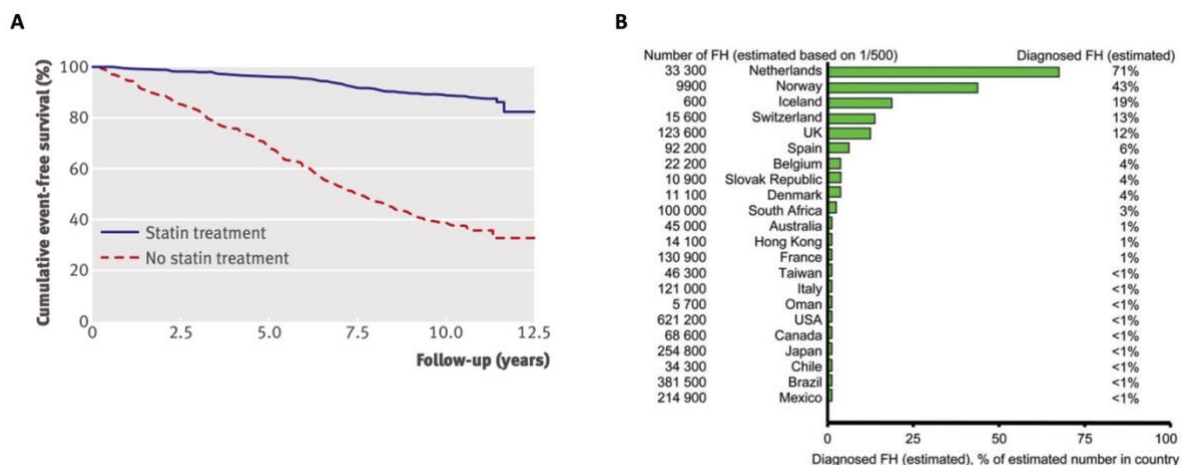 A
Cumulative event-free survival (%)
100
80
60
40
20
0
Statin treatment
No statin treatment
0 2.5 5.0 7.5 10.0 12.5
Follow-up (years)
B
Number of FH (estimated based on 1/500) Diagnosed FH (estimated)
33 300 Netherlands 71%
9900 Norway 43%
600 Iceland 19%
15 600 Switzerland 13%
123 600 UK 12%
92 200 Spain 6%
22 200 Belgium 4%
10 900 Slovak Republic 4%
11 100 Denmark 4%
100 000 South Africa 3%
45 000 Australia 1%
14 100 Hong Kong 1%
130 900 France 1%
46 300 Taiwan <1%
121 000 Italy <1%
5 700 Oman <1%
621 200 USA <1%
68 600 Canada <1%
254 800 Japan <1%
34 300 Chile <1%
381 500 Brazil <1%
214 900 Mexico <1%
0 25 50 75 100
Diagnosed FH (estimated), % of estimated number in country